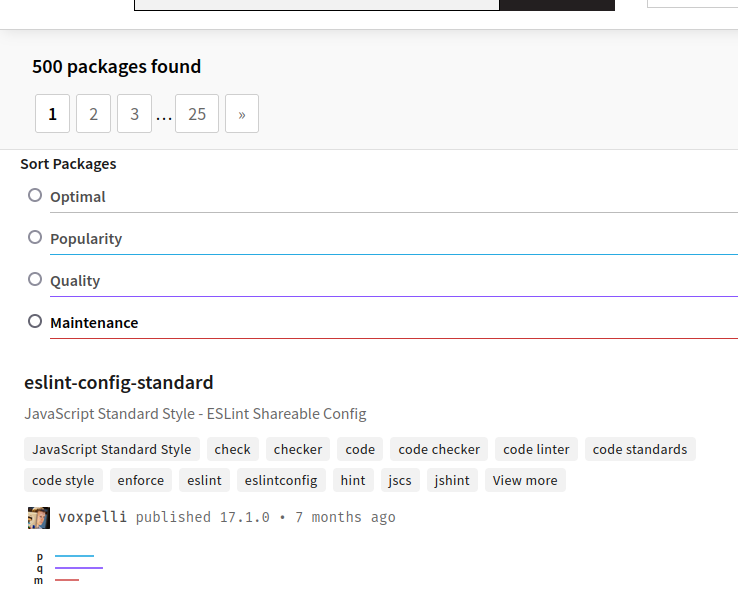 500 packages found
1 2 3 ... 25 »
Sort Packages
Optimal
Popularity
Quality
Maintenance
eslint-config-standard
JavaScript Standard Style - ESLint Shareable Config
JavaScript Standard Style check checker code code checker code linter code standards
code style enforce eslint eslintconfig hint jscs jshint View more
voxpelli published 17.1.0 • 7 months ago
p
q
m